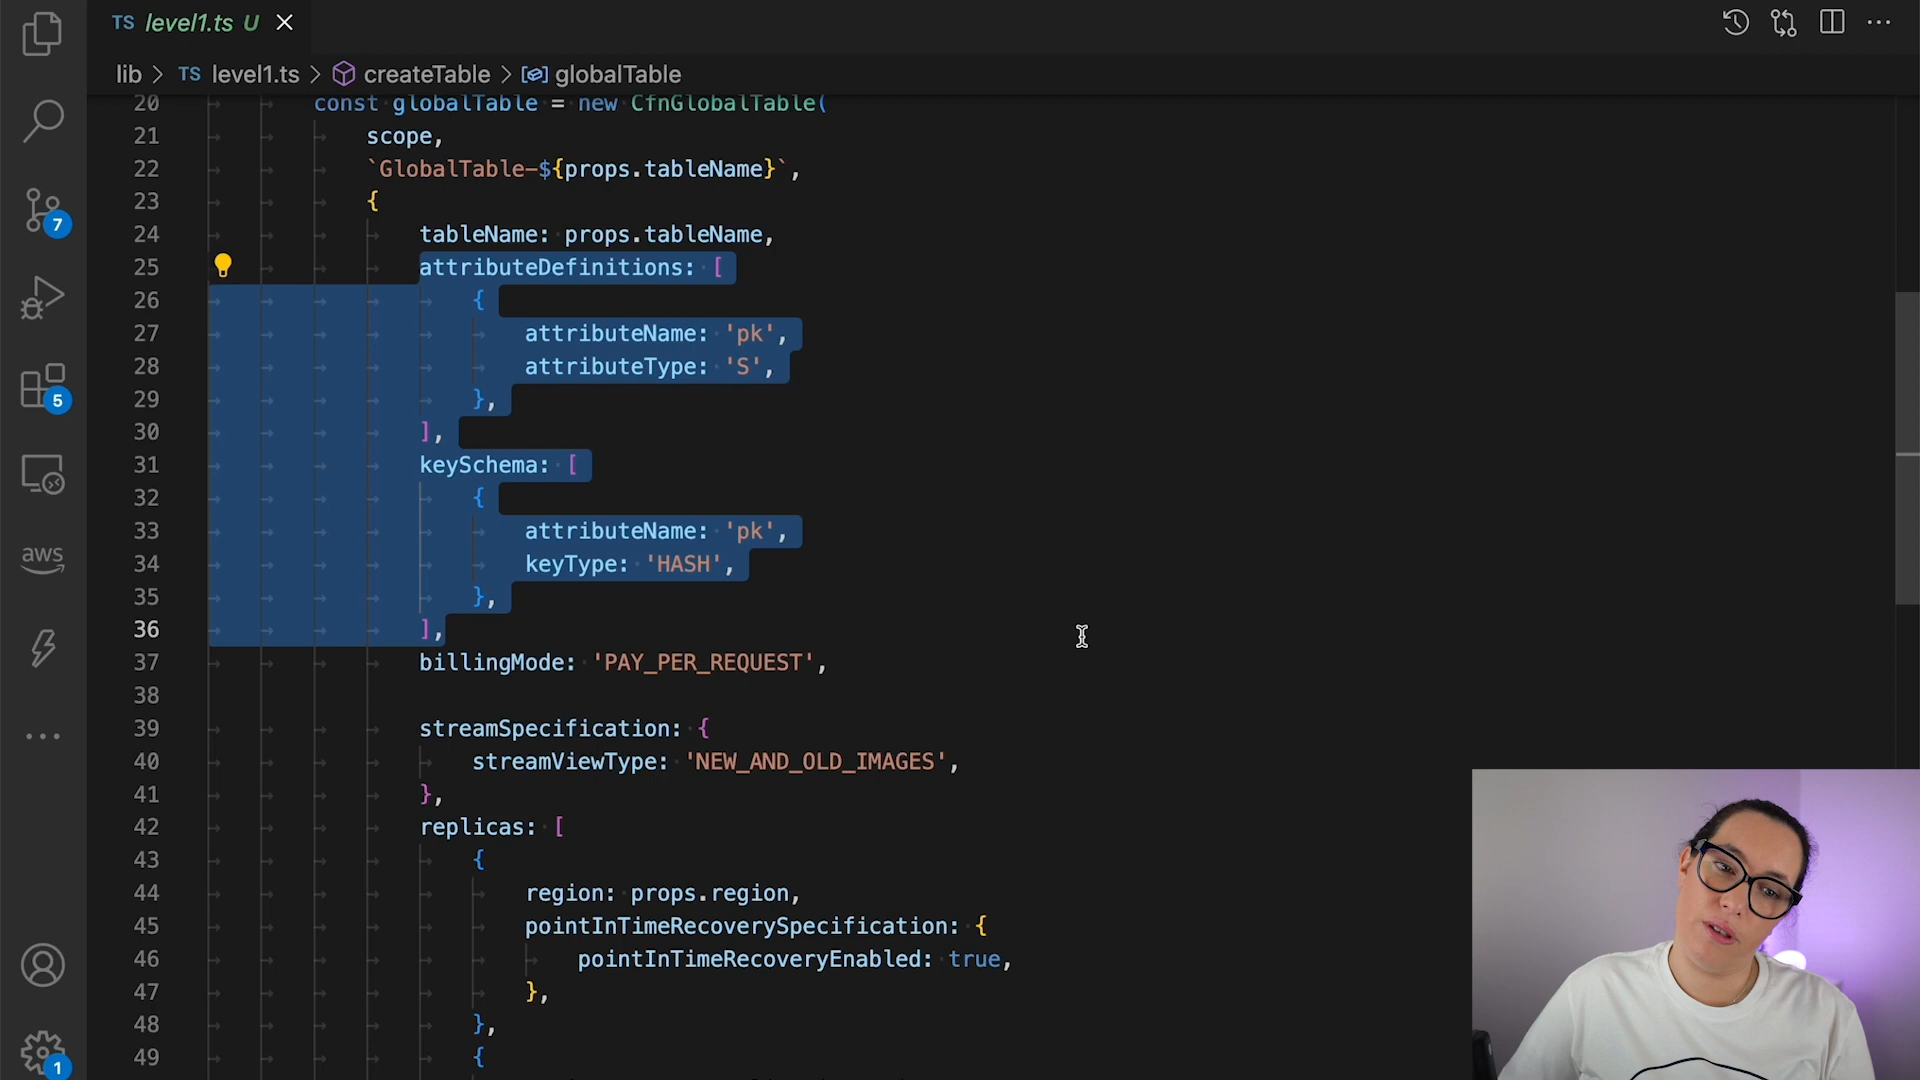 TS level1.ts U
lib > TS level1.ts > createTable > globalTable
20 const globalTable = new CfnGlobalTable(
21 scope,
22 `GlobalTable-${props.tableName}`,
23 {
24 tableName: props.tableName,
25 attributeDefinitions: [
26 {
27 attributeName: 'pk',
28 attributeType: 'S',
29 },
30 ],
31 keySchema: [
32 {
33 attributeName: 'pk',
34 keyType: 'HASH',
35 },
36 ],
37 billingMode: 'PAY_PER_REQUEST',
38
39 streamSpecification: {
40 streamViewType: 'NEW_AND_OLD_IMAGES',
41 },
42 replicas: [
43 {
44 region: props.region,
45 pointInTimeRecoverySpecification: {
46 pointInTimeRecoveryEnabled: true,
47 },
48 },
49 {
7
5
aws
1